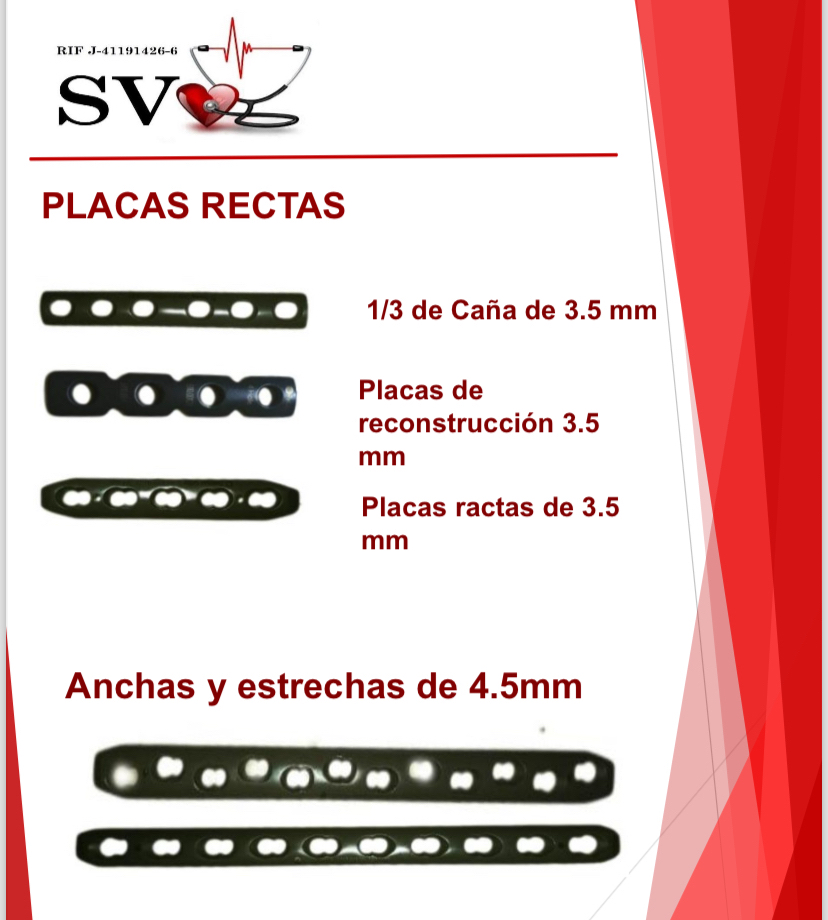 RIF J-41191426-6
SV
PLACAS RECTAS
1/3 de Caña de 3.5 mm
Placas de
reconstrucción 3.5
mm
Placas ractas de 3.5
mm
Anchas y estrechas de 4.5mm